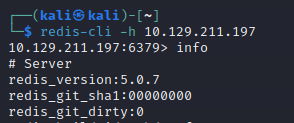 ┌──(kali㉿kali)-[~]
└─$ redis-cli -h 10.129.211.197
10.129.211.197:6379> info
# Server
redis_version:5.0.7
redis_git_sha1:00000000
redis_git_dirty:0